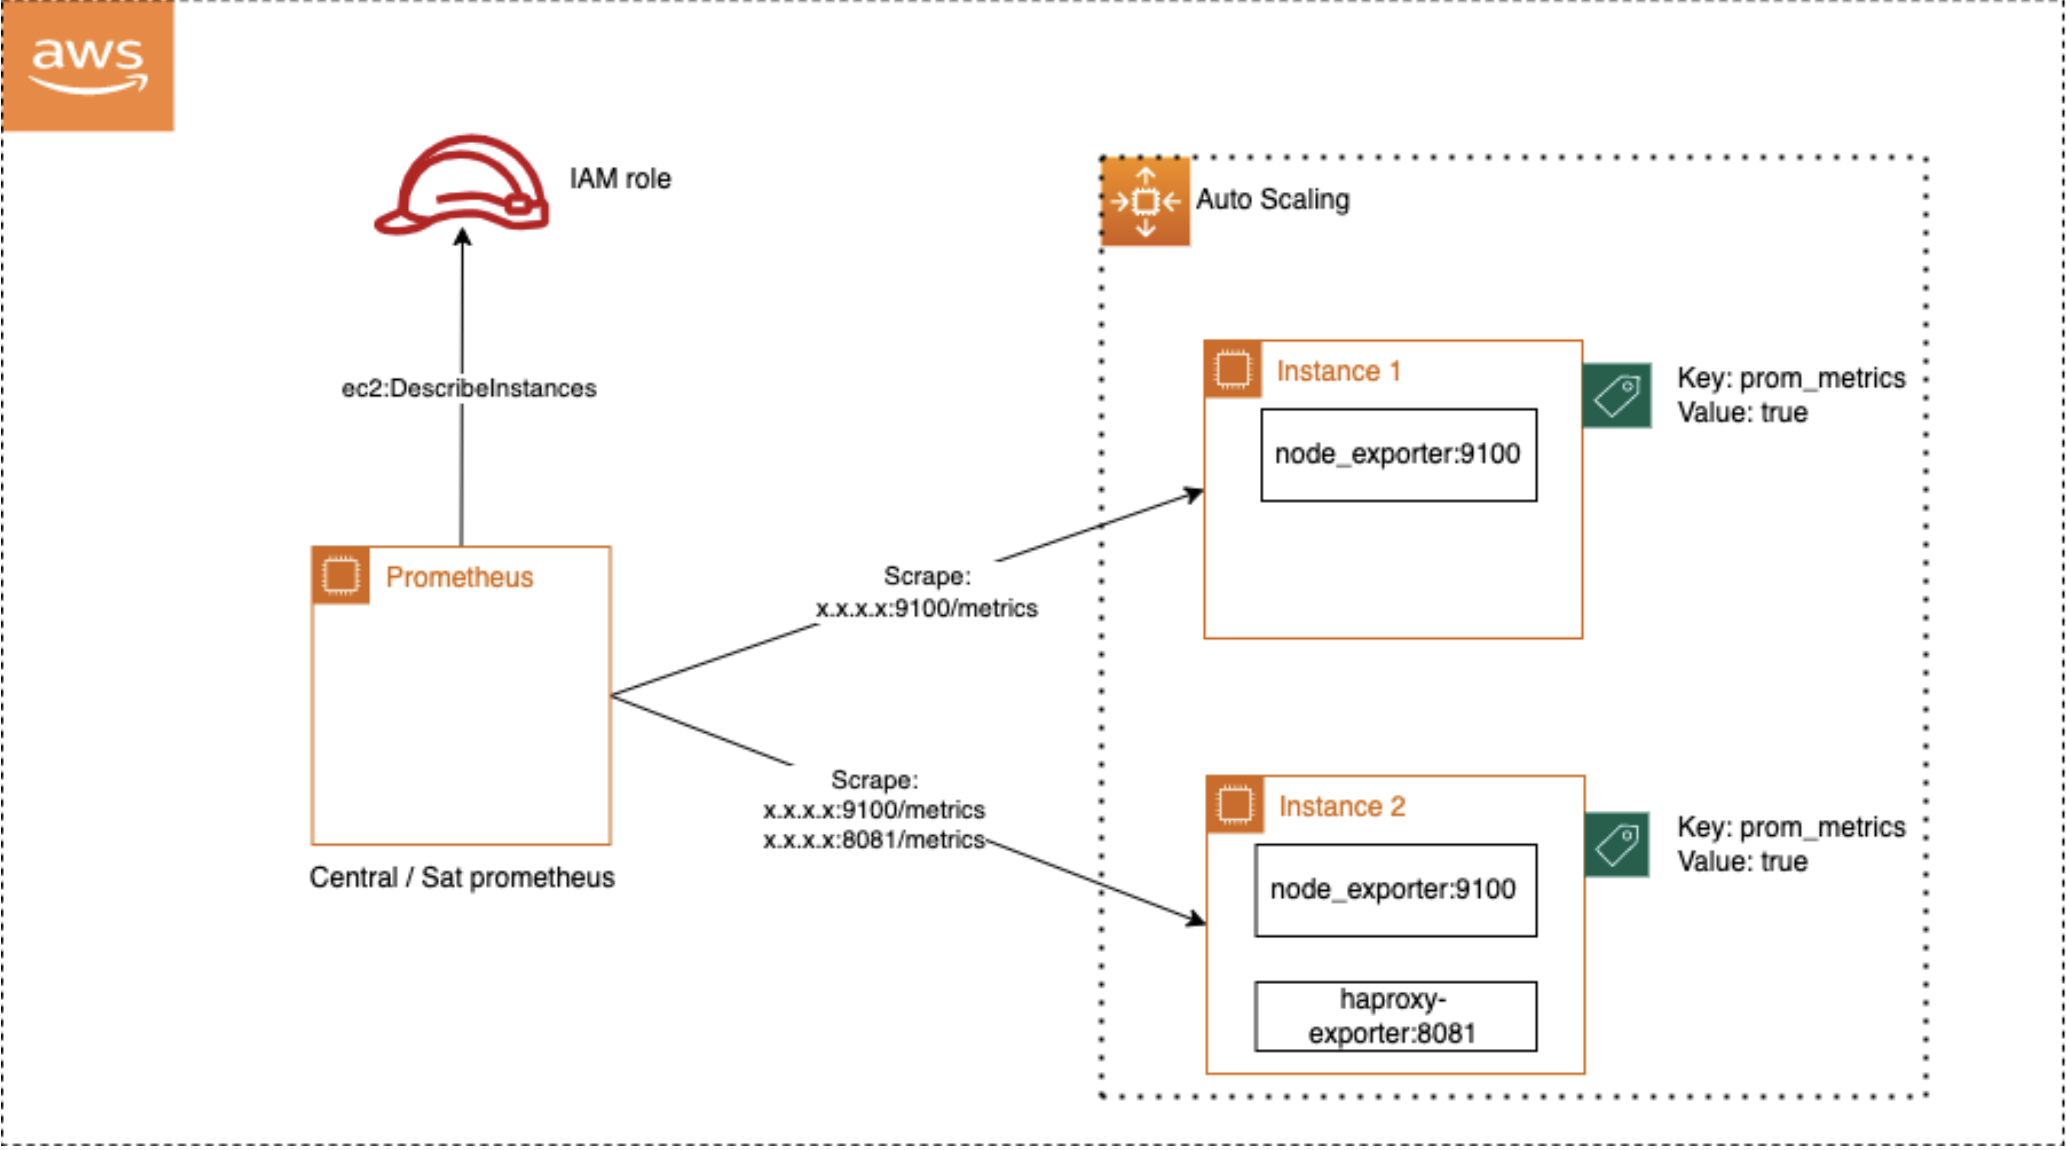 aws
IAM role
Auto Scaling
Instance 1
Key: prom_metrics
Value: true
node_exporter:9100
ec2:DescribeInstances
Prometheus
Scrape:
x.x.x.x:9100/metrics
Scrape:
x.x.x.x:9100/metrics
x.x.x.x:8081/metrics
Central / Sat prometheus
Instance 2
Key: prom_metrics
Value: true
node_exporter:9100
haproxy-
exporter:8081